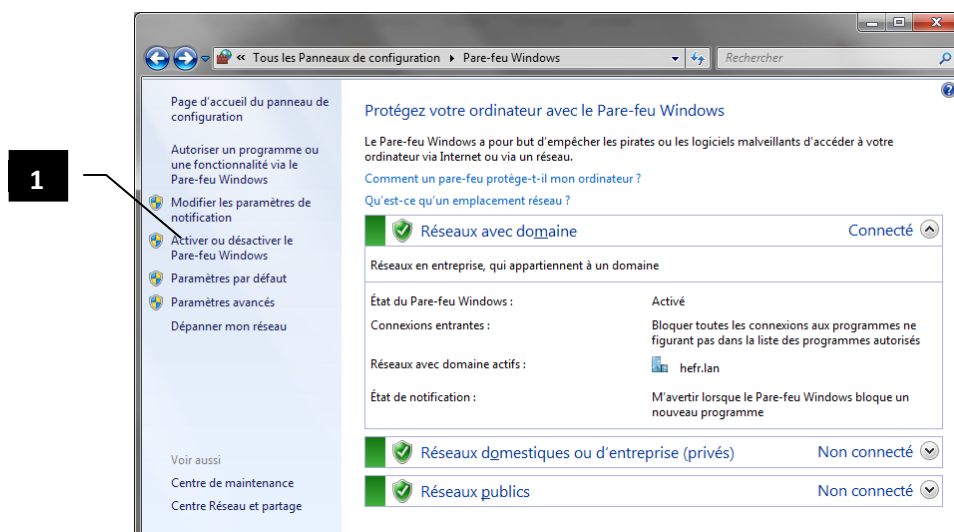 « Tous les Panneaux de configuration ▸ Pare-feu Windows
Rechercher
Page d'accueil du panneau de
configuration
Autoriser un programme ou
une fonctionnalité via le
Pare-feu Windows
Modifier les paramètres de
notification
Activer ou désactiver le
Pare-feu Windows
Paramètres par défaut
Paramètres avancés
Dépanner mon réseau
Voir aussi
Centre de maintenance
Centre Réseau et partage
1
Protégez votre ordinateur avec le Pare-feu Windows
Le Pare-feu Windows a pour but d'empêcher les pirates ou les logiciels malveillants d'accéder à votre
ordinateur via Internet ou via un réseau.
Comment un pare-feu protège-t-il mon ordinateur ?
Qu'est-ce qu'un emplacement réseau ?
Réseaux avec domaine Connecté
Réseaux en entreprise, qui appartiennent à un domaine
État du Pare-feu Windows : Activé
Connexions entrantes : Bloquer toutes les connexions aux programmes ne
figurant pas dans la liste des programmes autorisés
Réseaux avec domaine actifs : hefr.lan
État de notification : M'avertir lorsque le Pare-feu Windows bloque un
nouveau programme
Réseaux domestiques ou d'entreprise (privés) Non connecté
Réseaux publics Non connecté